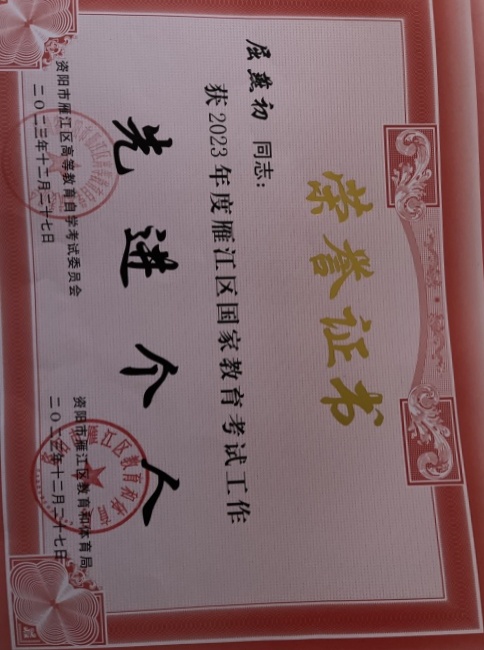 荣誉证书
屈燕初 同志：
获2023年度雁江区国家教育考试工作
先进个人
资阳市雁江区高等教育自学考试委员会
二〇二三年十二月二十七日
资阳市雁江区教育和体育局
二〇二三年十二月二十七日